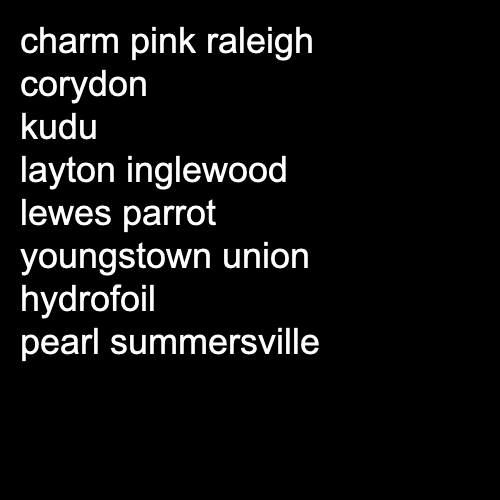 charm pink raleigh
corydon
kudu
layton inglewood
lewes parrot
youngstown union
hydrofoil
pearl summersville